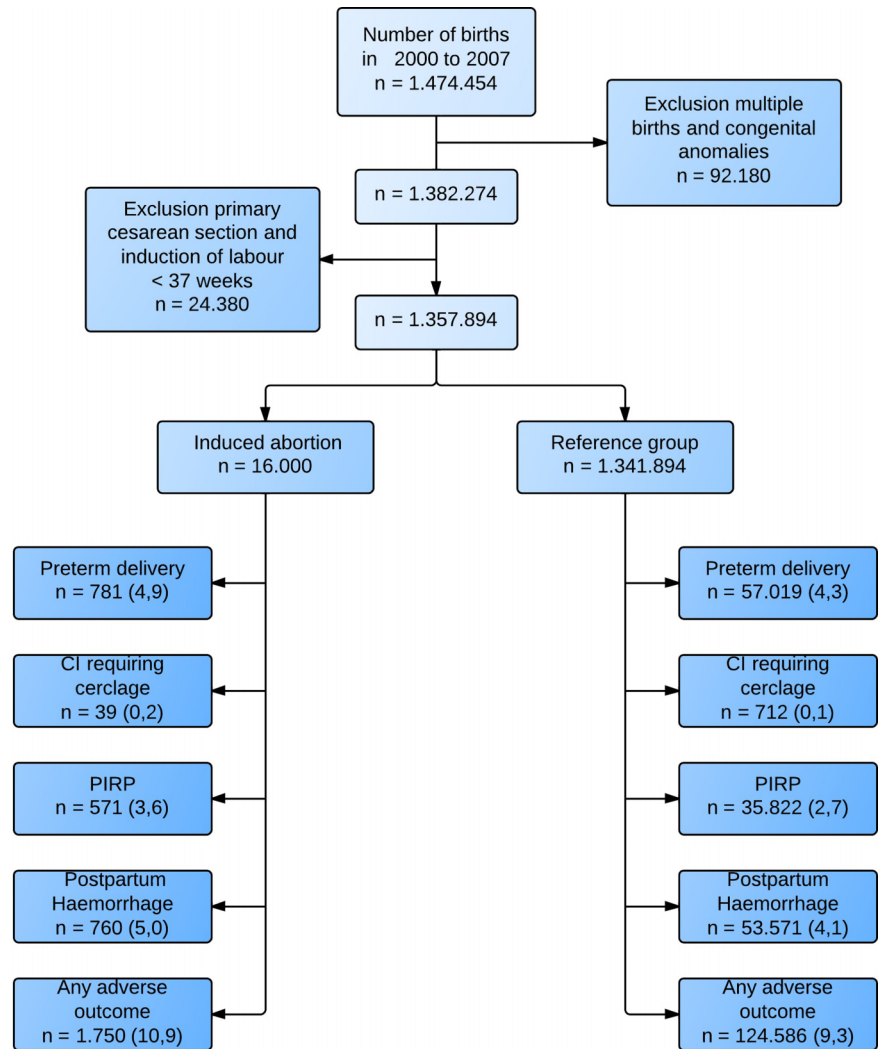 Number of births
in 2000 to 2007
n = 1.474.454
Exclusion multiple
births and congenital
anomalies
n = 92.180
n = 1.382.274
Exclusion primary
cesarean section and
induction of labour
< 37 weeks
n = 24.380
n = 1.357.894
Induced abortion
n = 16.000
Reference group
n = 1.341.894
Preterm delivery
n = 781 (4,9)
Preterm delivery
n = 57.019 (4,3)
CI requiring
cerclage
n = 39 (0,2)
CI requiring
cerclage
n = 712 (0,1)
PIRP
n = 571 (3,6)
PIRP
n = 35.822 (2,7)
Postpartum
Haemorrhage
n = 760 (5,0)
Postpartum
Haemorrhage
n = 53.571 (4,1)
Any adverse
outcome
n = 1.750 (10,9)
Any adverse
outcome
n = 124.586 (9,3)